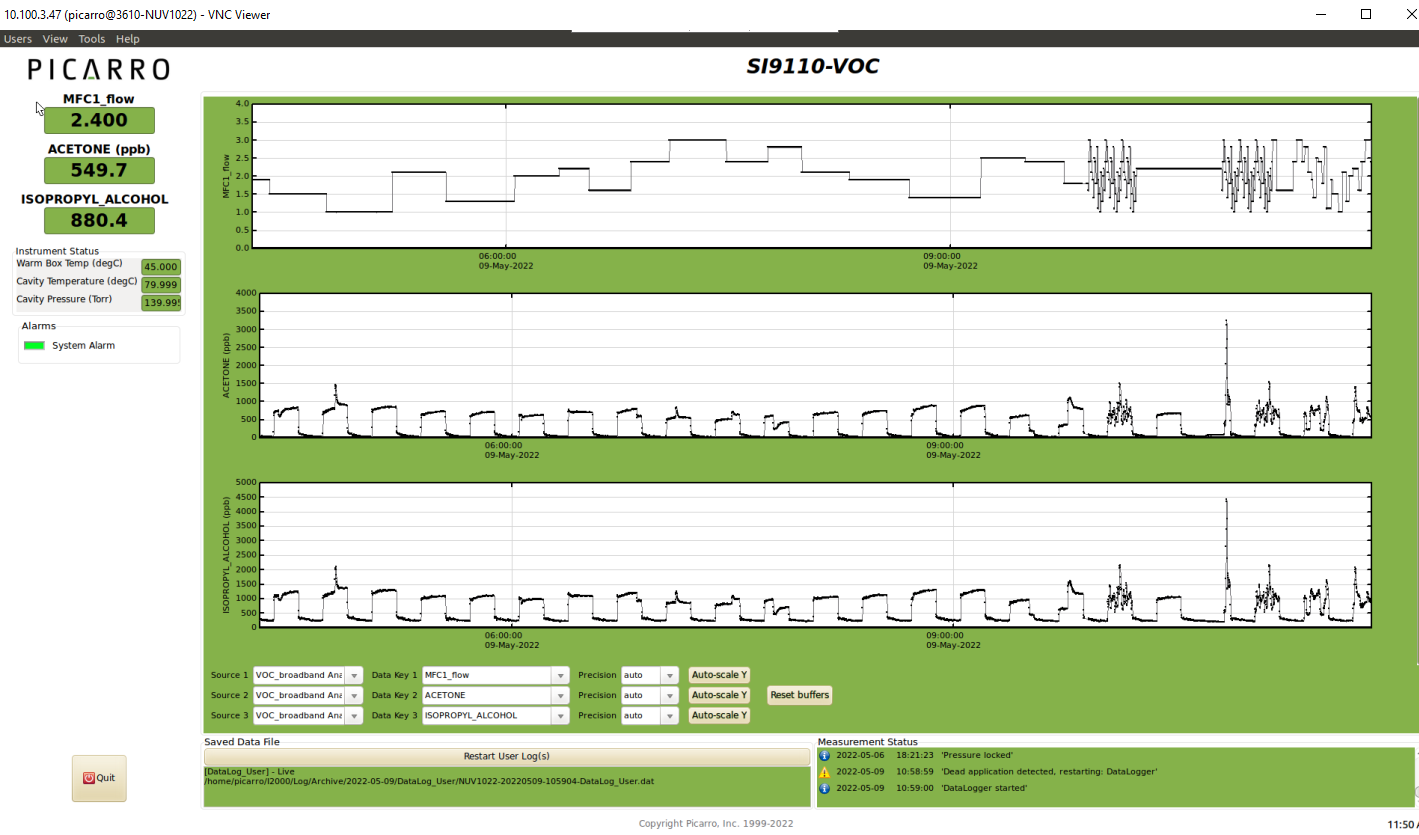 10.100.3.47 (picarro@3610-NUV1022) - VNC Viewer
Users View Tools Help
PICARRO
SI9110-VOC
MFC1_flow
2.400
ACETONE (ppb)
549.7
ISOPROPYL_ALCOHOL
880.4
Instrument Status
Warm Box Temp (degC) 45.000
Cavity Temperature (degC) 79.999
Cavity Pressure (Torr) 139.995
Alarms
System Alarm
MFC1_flow
4.0
3.5
3.0
2.5
2.0
1.5
1.0
0.5
0.0
06:00:00 09:00:00
09-May-2022 09-May-2022
ACETONE (ppb)
4000
3500
3000
2500
2000
1500
1000
500
0
06:00:00 09:00:00
09-May-2022 09-May-2022
ISOPROPYL_ALCOHOL (ppb)
5000
4500
4000
3500
3000
2500
2000
1500
1000
500
0
06:00:00 09:00:00
09-May-2022 09-May-2022
Source 1 VOC_broadband Ana Data Key 1 MFC1_flow Precision auto Auto-scale Y
Source 2 VOC_broadband Ana Data Key 2 ACETONE Precision auto Auto-scale Y Reset buffers
Source 3 VOC_broadband Ana Data Key 3 ISOPROPYL_ALCOHOL Precision auto Auto-scale Y
Saved Data File
Restart User Log(s)
[DataLog_User] - Live
/home/picarro/I2000/Log/Archive/2022-05-09/DataLog_User/NUV1022-20220509-105904-DataLog_User.dat
Measurement Status
2022-05-06 18:21:23 'Pressure locked'
2022-05-09 10:58:59 'Dead application detected, restarting: DataLogger'
2022-05-09 10:59:00 'DataLogger started'
Quit
Copyright Picarro, Inc. 1999-2022
11:50